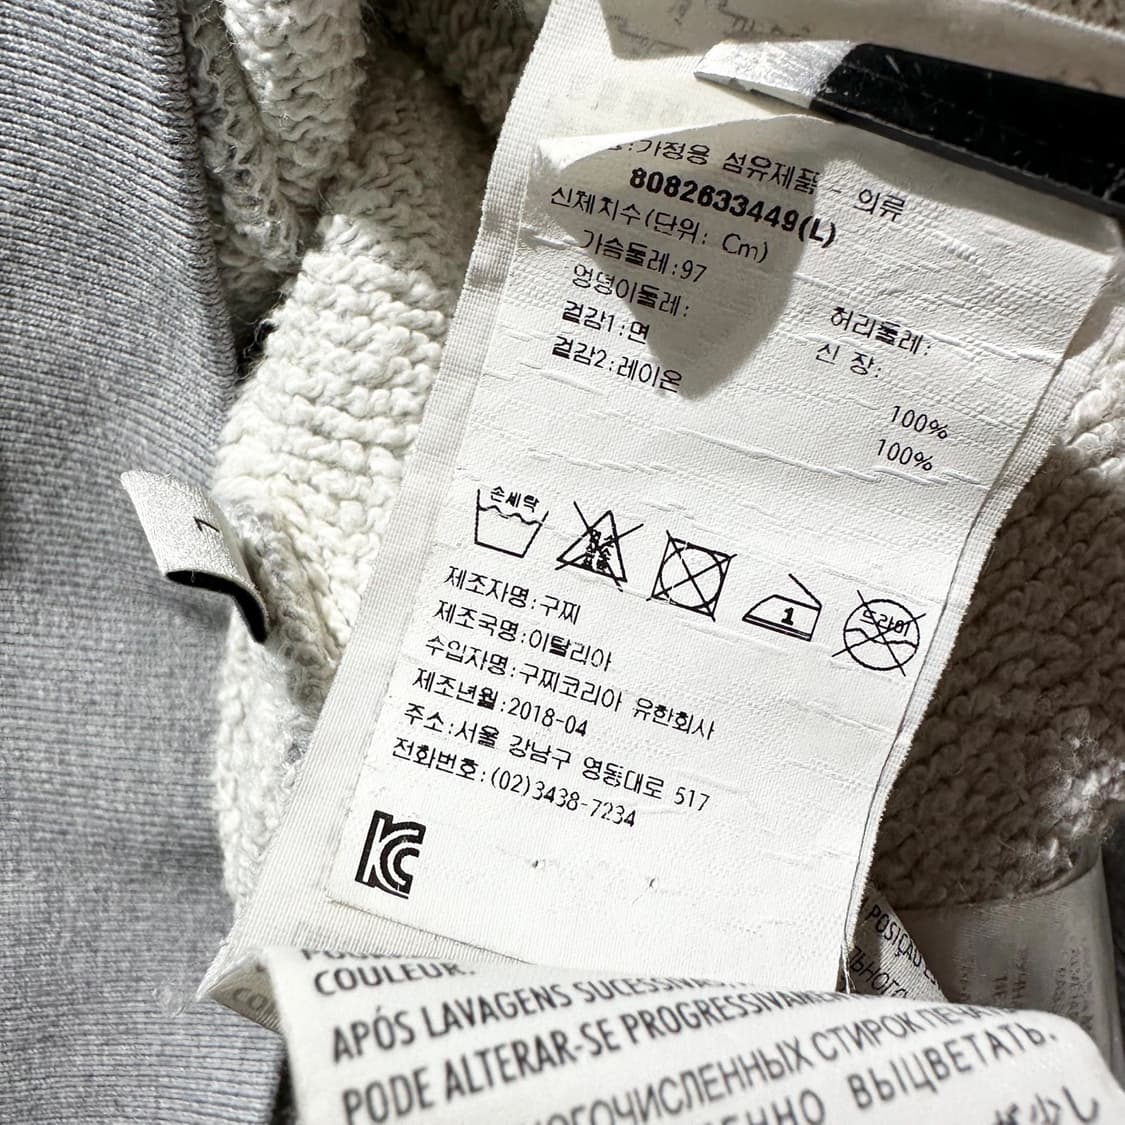 :가정용 섬유제품 - 의류
8082633449(L)
신체치수(단위: Cm)
가슴둘레:97
엉덩이둘레: 허리둘레:
신 장:
겉감1:면 100%
겉감2:레이온 100%
손세탁
드라이
1
제조자명:구찌
제조국명:이탈리아
수입자명:구찌코리아 유한회사
제조년월:2018-04
주소:서울 강남구 영동대로 517
전화번호:(02)3438-7234
KC
POSIÇÃO
COULEUR.
APÓS LAVAGENS
PODE ALTERAR-SE
СТИРОК
ВЫЦВЕТАТЬ.
少し